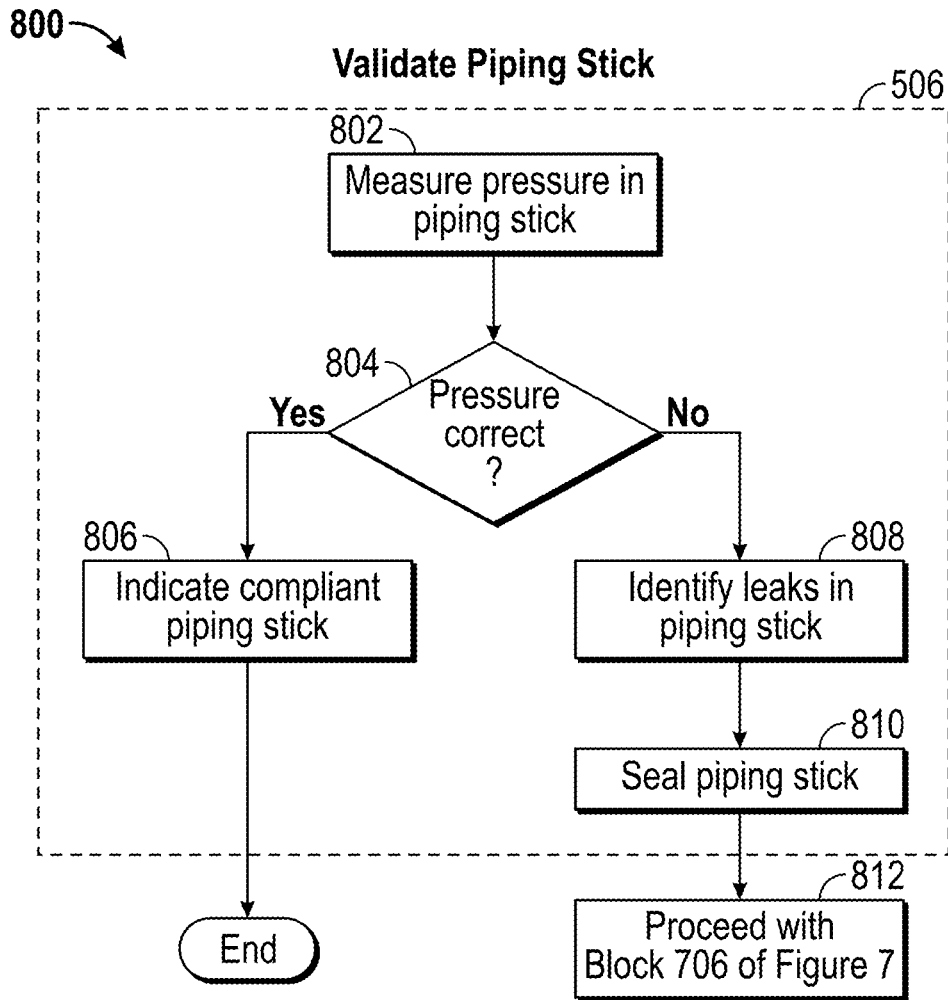 800
Validate Piping Stick
506
802
Measure pressure in
piping stick
804
Pressure
correct
?
Yes
No
806
Indicate compliant
piping stick
808
Identify leaks in
piping stick
810
Seal piping stick
812
Proceed with
Block 706 of Figure 7
End